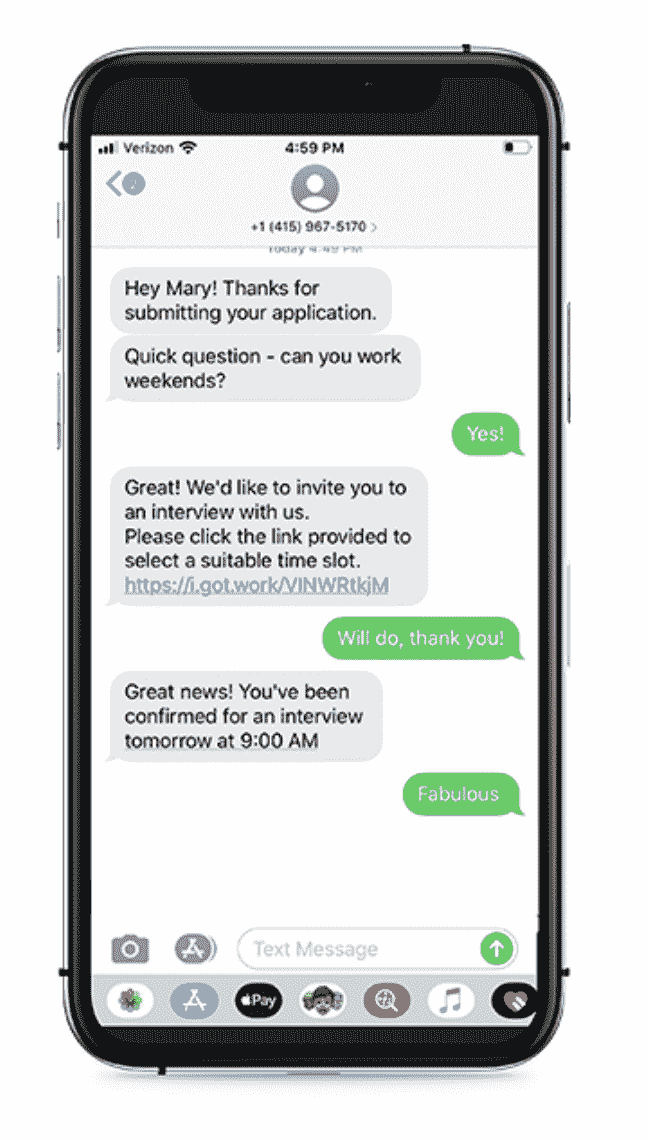 Verizon 4:59 PM
+1 (415) 967-5170
Today 4:49 PM
Hey Mary! Thanks for
submitting your application.
Quick question - can you work
weekends?
Yes!
Great! We'd like to invite you to
an interview with us.
Please click the link provided to
select a suitable time slot.
https://i.got.work/VINWRtkjM
Will do, thank you!
Great news! You've been
confirmed for an interview
tomorrow at 9:00 AM
Fabulous
Text Message
Pay